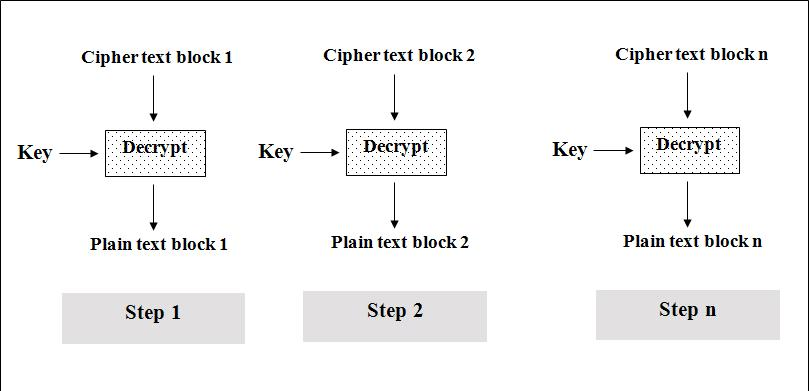 Cipher text block 1
Cipher text block 2
Cipher text block n
Key
Decrypt
Key
Decrypt
Key
Decrypt
Plain text block 1
Plain text block 2
Plain text block n
Step 1
Step 2
Step n